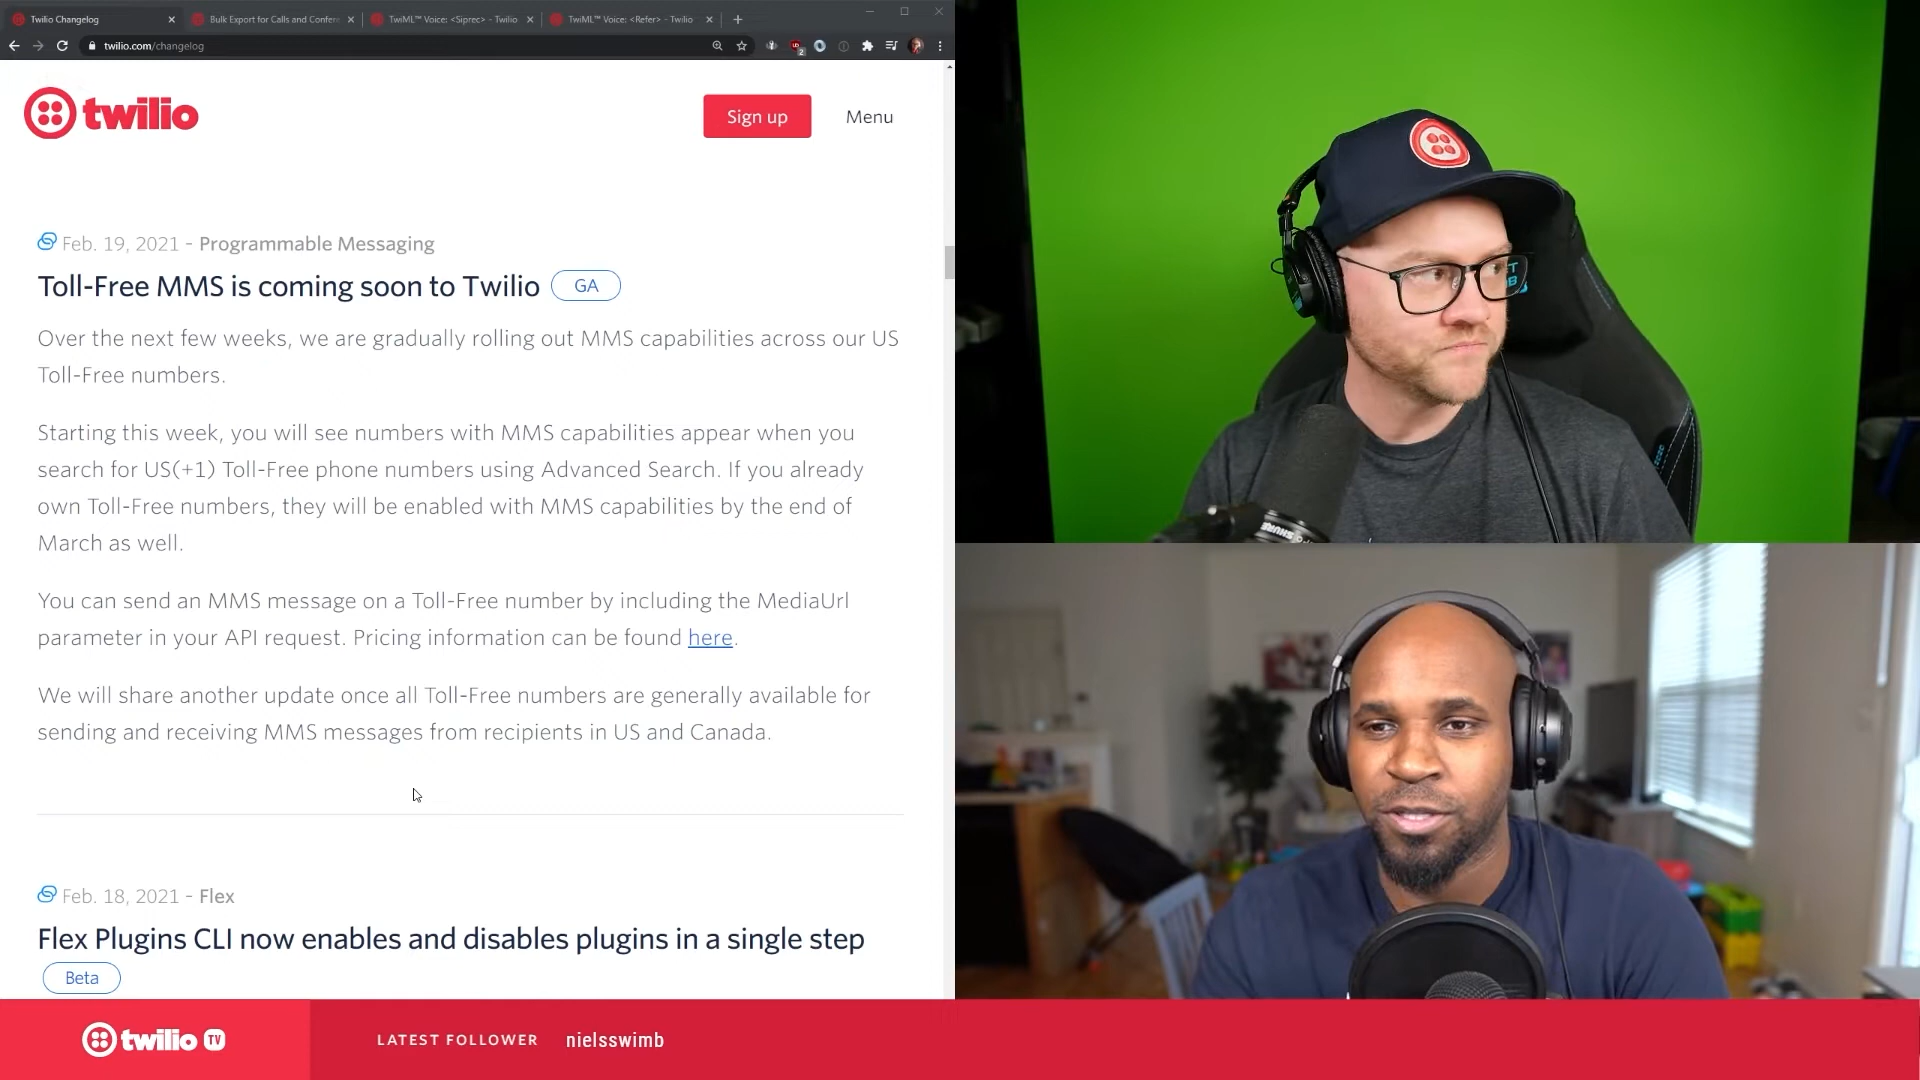 Twilio Changelog
Bulk Export for Calls and Confere
TwiML™ Voice: <Siprec> - Twilio
TwiML™ Voice: <Refer> - Twilio
twilio.com/changelog
2
twilio
Sign up
Menu
Feb. 19, 2021 - Programmable Messaging
Toll-Free MMS is coming soon to Twilio GA
Over the next few weeks, we are gradually rolling out MMS capabilities across our US
Toll-Free numbers.
Starting this week, you will see numbers with MMS capabilities appear when you
search for US(+1) Toll-Free phone numbers using Advanced Search. If you already
own Toll-Free numbers, they will be enabled with MMS capabilities by the end of
March as well.
You can send an MMS message on a Toll-Free number by including the MediaUrl
parameter in your API request. Pricing information can be found here.
We will share another update once all Toll-Free numbers are generally available for
sending and receiving MMS messages from recipients in US and Canada.
Feb. 18, 2021 - Flex
Flex Plugins CLI now enables and disables plugins in a single step
Beta
SHURE
twilio TV
LATEST FOLLOWER nielsswimb